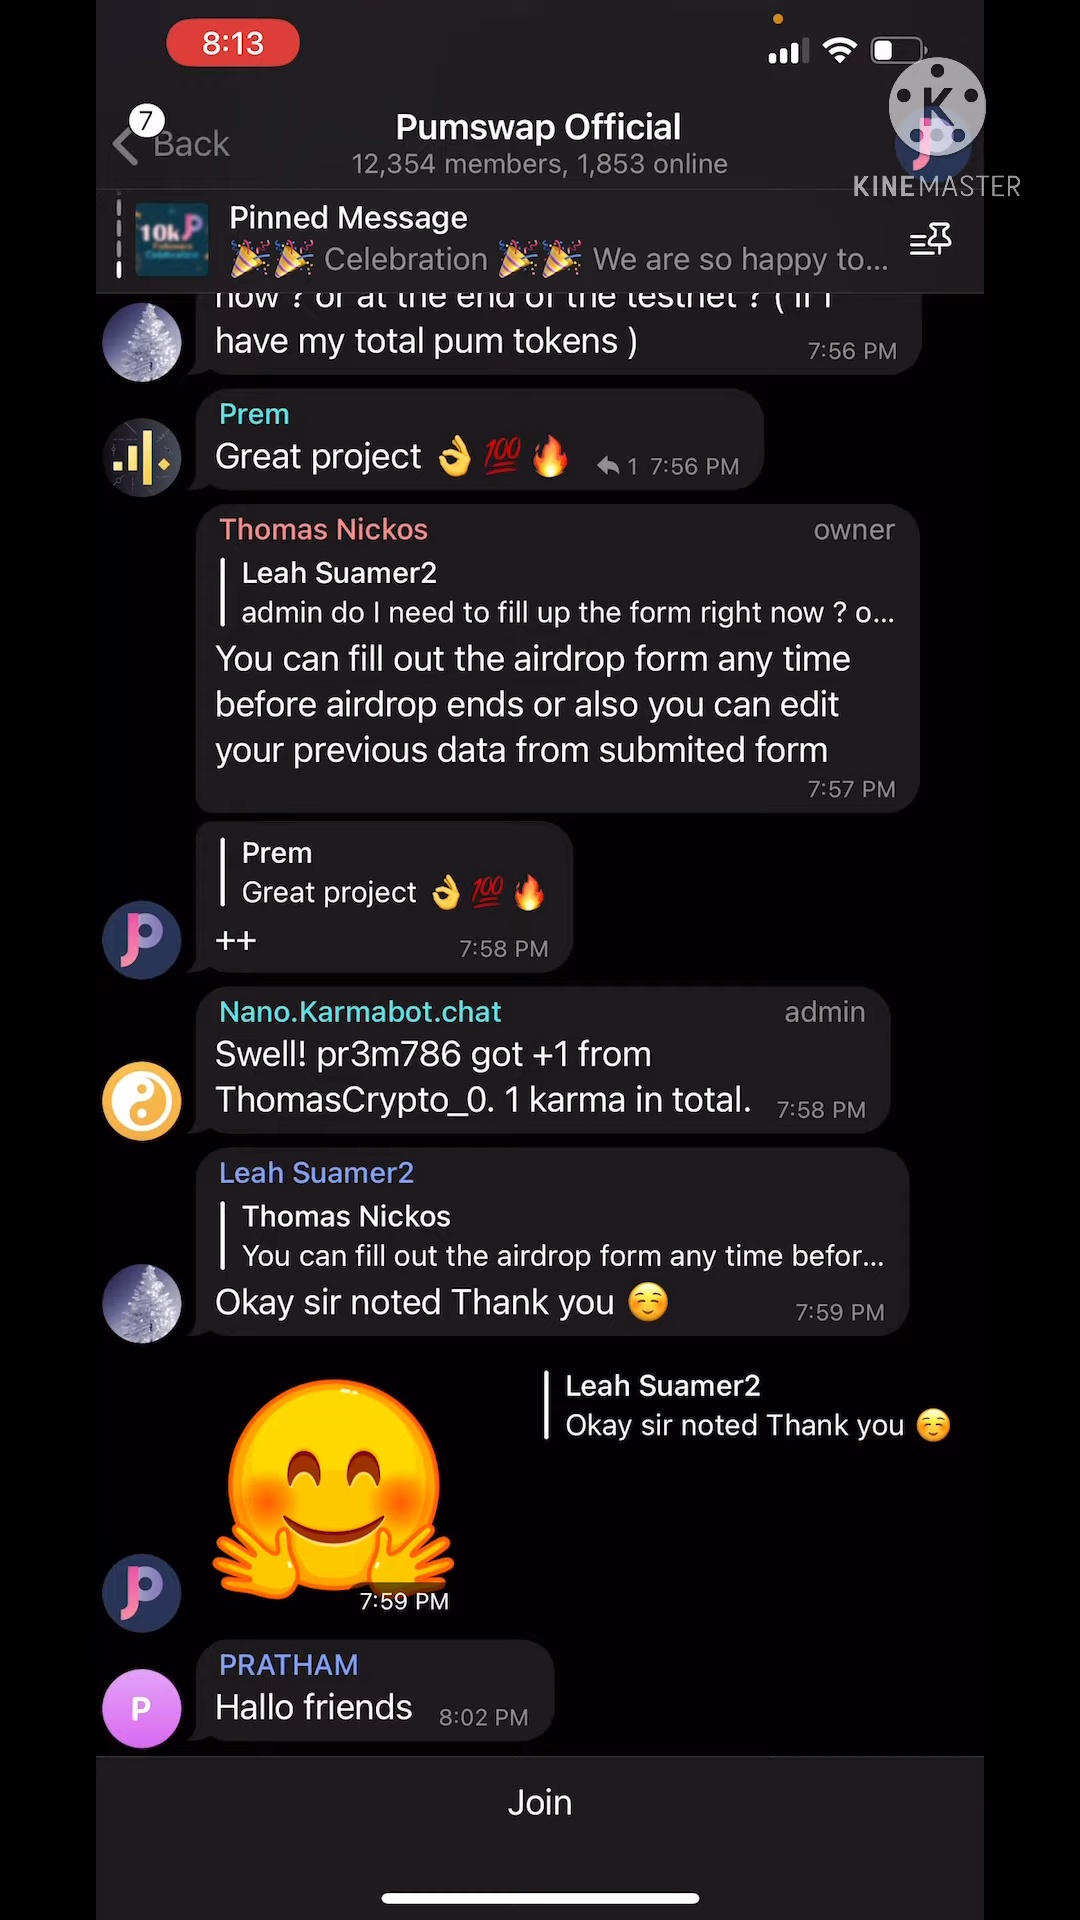 8:13
7
Back
Pumswap Official
12,354 members, 1,853 online
K
KINEMASTER
10k
Celebration
Pinned Message
🎉🎉 Celebration 🎉🎉 We are so happy to...
now ? or at the end of the testnet ? ( if I
have my total pum tokens )
7:56 PM
Prem
Great project 👌💯🔥
1 7:56 PM
Thomas Nickos
owner
Leah Suamer2
admin do I need to fill up the form right now ? o...
You can fill out the airdrop form any time
before airdrop ends or also you can edit
your previous data from submited form
7:57 PM
Prem
Great project 👌💯🔥
++
7:58 PM
Nano.Karmabot.chat
admin
Swell! pr3m786 got +1 from
ThomasCrypto_0. 1 karma in total.
7:58 PM
Leah Suamer2
Thomas Nickos
You can fill out the airdrop form any time befor...
Okay sir noted Thank you ☺️
7:59 PM
Leah Suamer2
Okay sir noted Thank you ☺️
7:59 PM
PRATHAM
P
Hallo friends
8:02 PM
Join